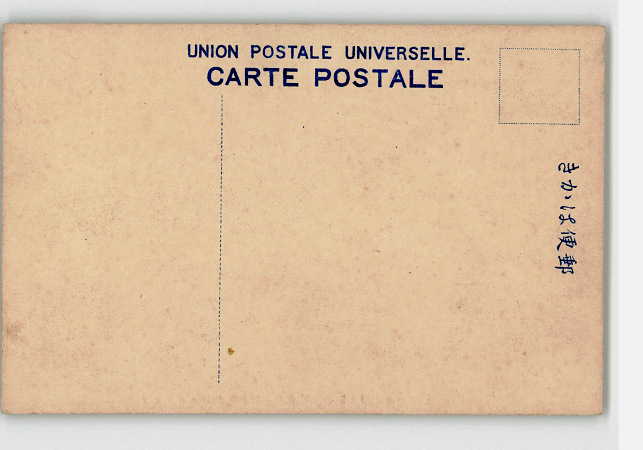 UNION POSTALE UNIVERSELLE.
CARTE POSTALE
きかは便郵